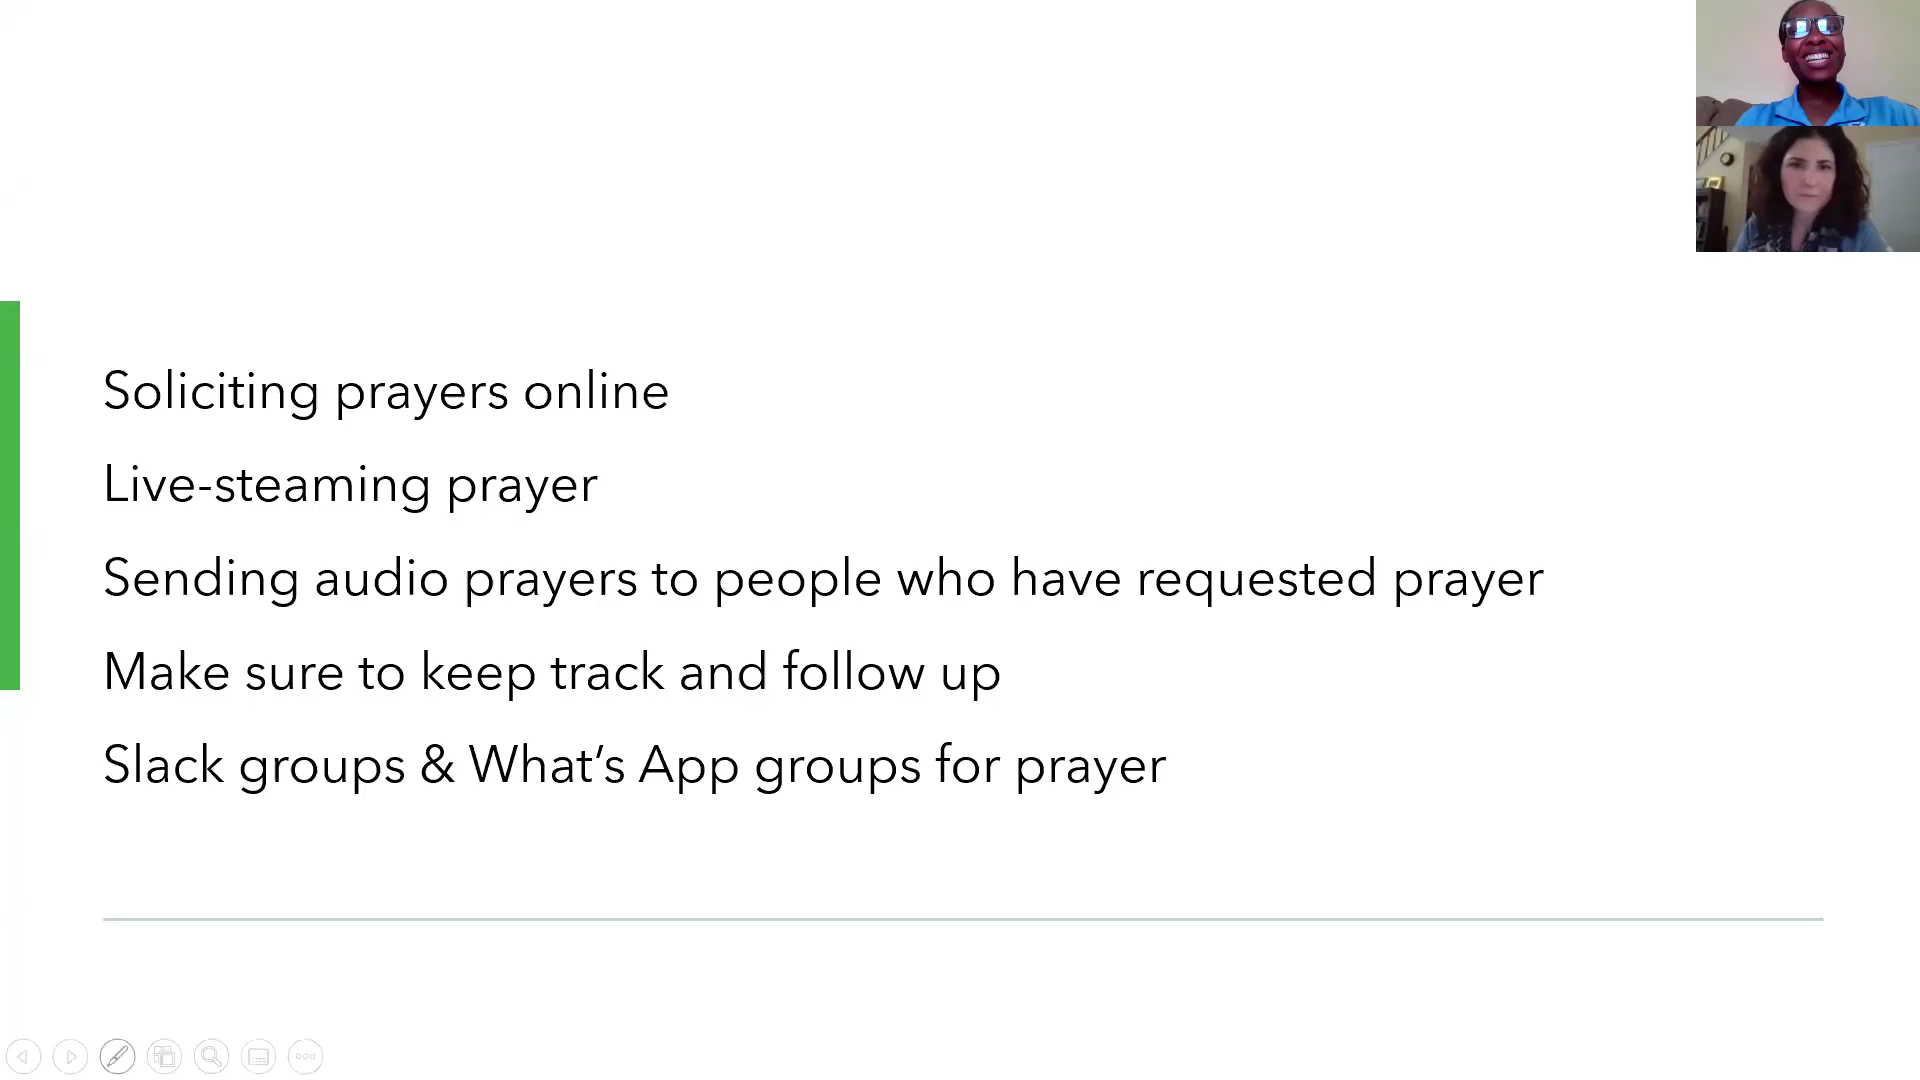 Soliciting prayers online
Live-steaming prayer
Sending audio prayers to people who have requested prayer
Make sure to keep track and follow up
Slack groups & What’s App groups for prayer